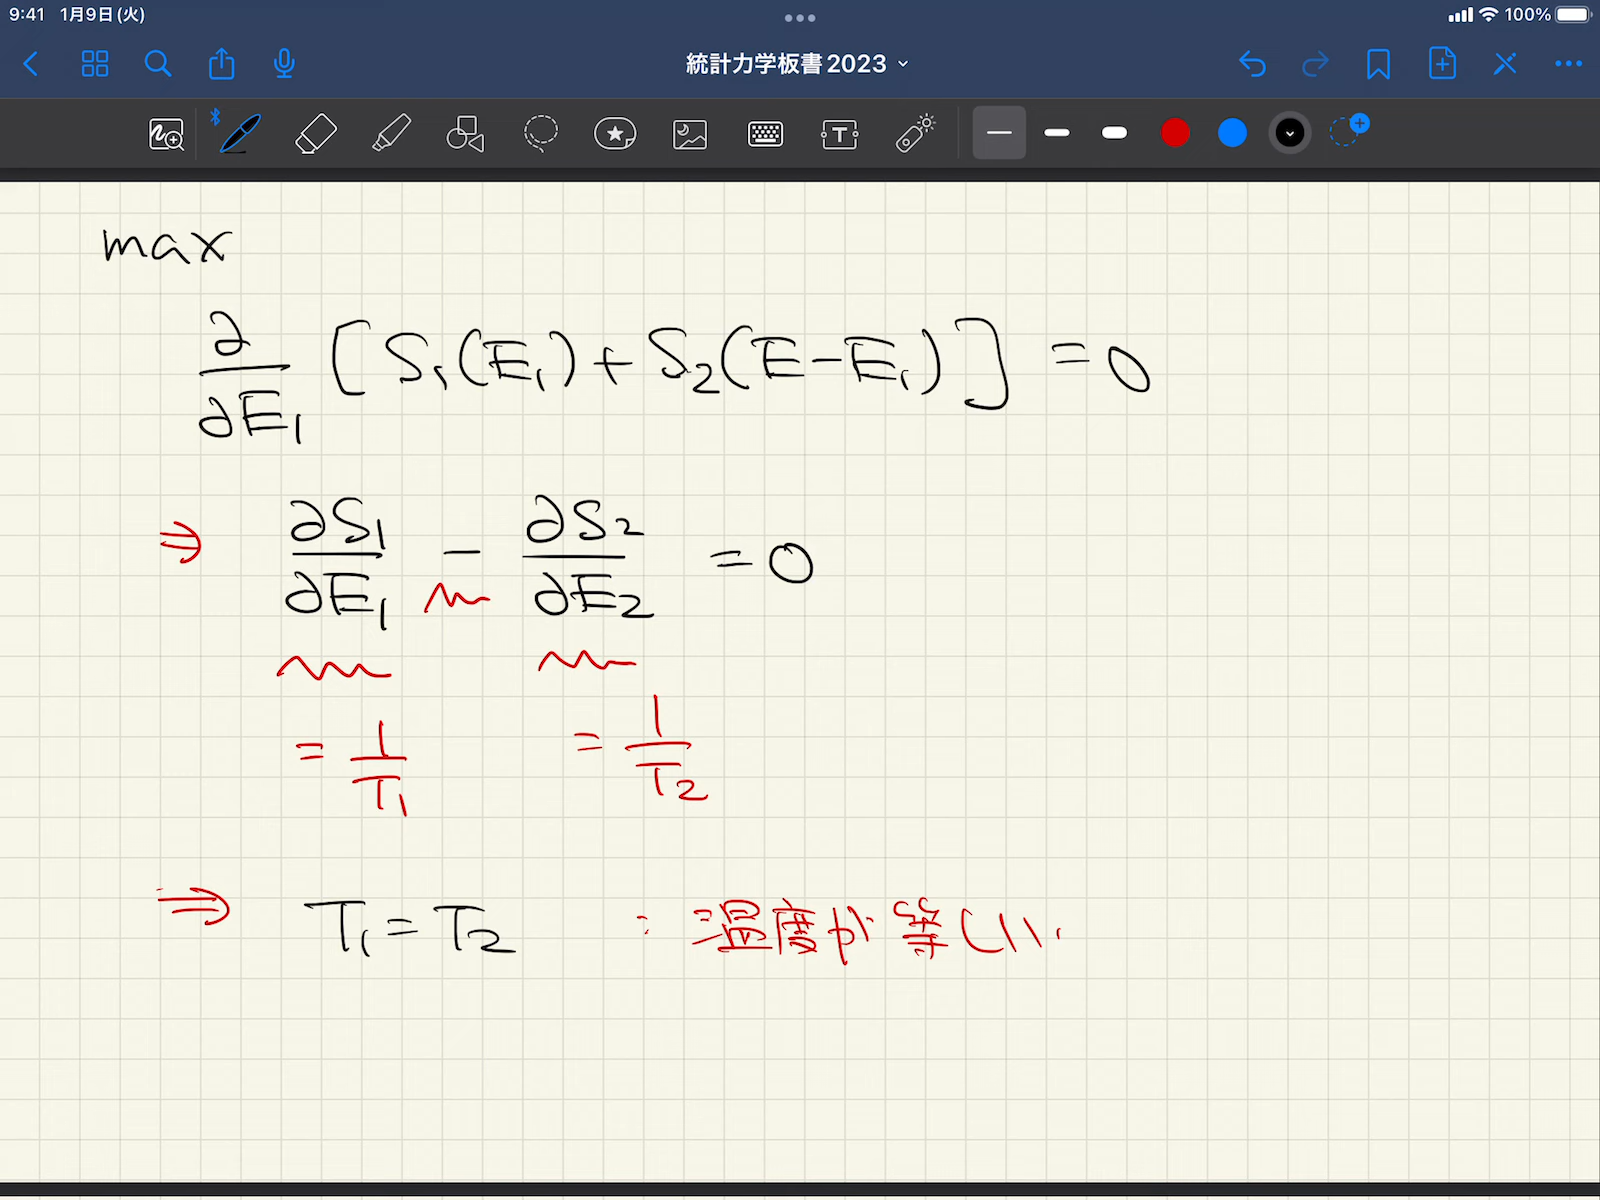 9:41 1月9日(火) 100%
統計力学板書2023
max
∂/∂E₁ [S₁(E₁)+S₂(E−E₁)] = 0
⇒ ∂S₁/∂E₁ − ∂S₂/∂E₂ = 0
= 1/T₁ = 1/T₂
⇒ T₁ = T₂ : 温度が等しい.